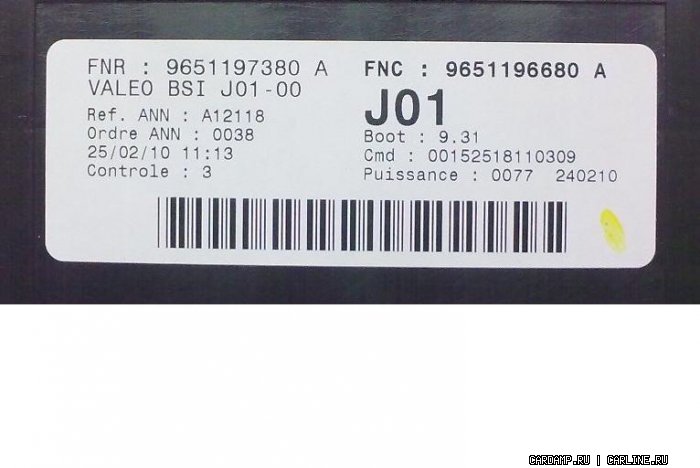 FNR : 9651197380 A
VALEO BSI J01-00
Ref. ANN : A12118
Ordre ANN : 0038
25/02/10 11:13
Controle : 3
FNC : 9651196680 A
J01
Boot : 9.31
Cmd : 00152518110309
Puissance : 0077 240210
CARDAMP.RU | CARLINE.RU